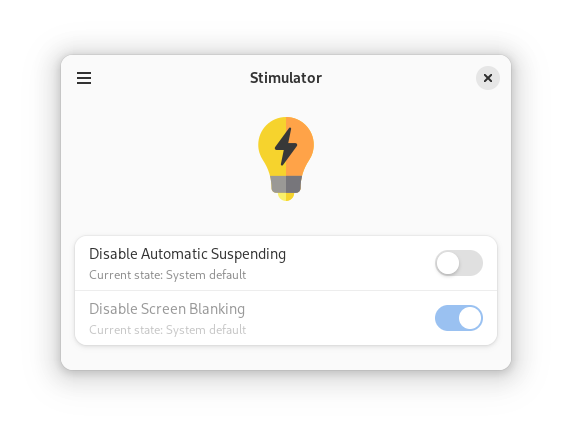 Stimulator
Disable Automatic Suspending
Current state: System default
Disable Screen Blanking
Current state: System default